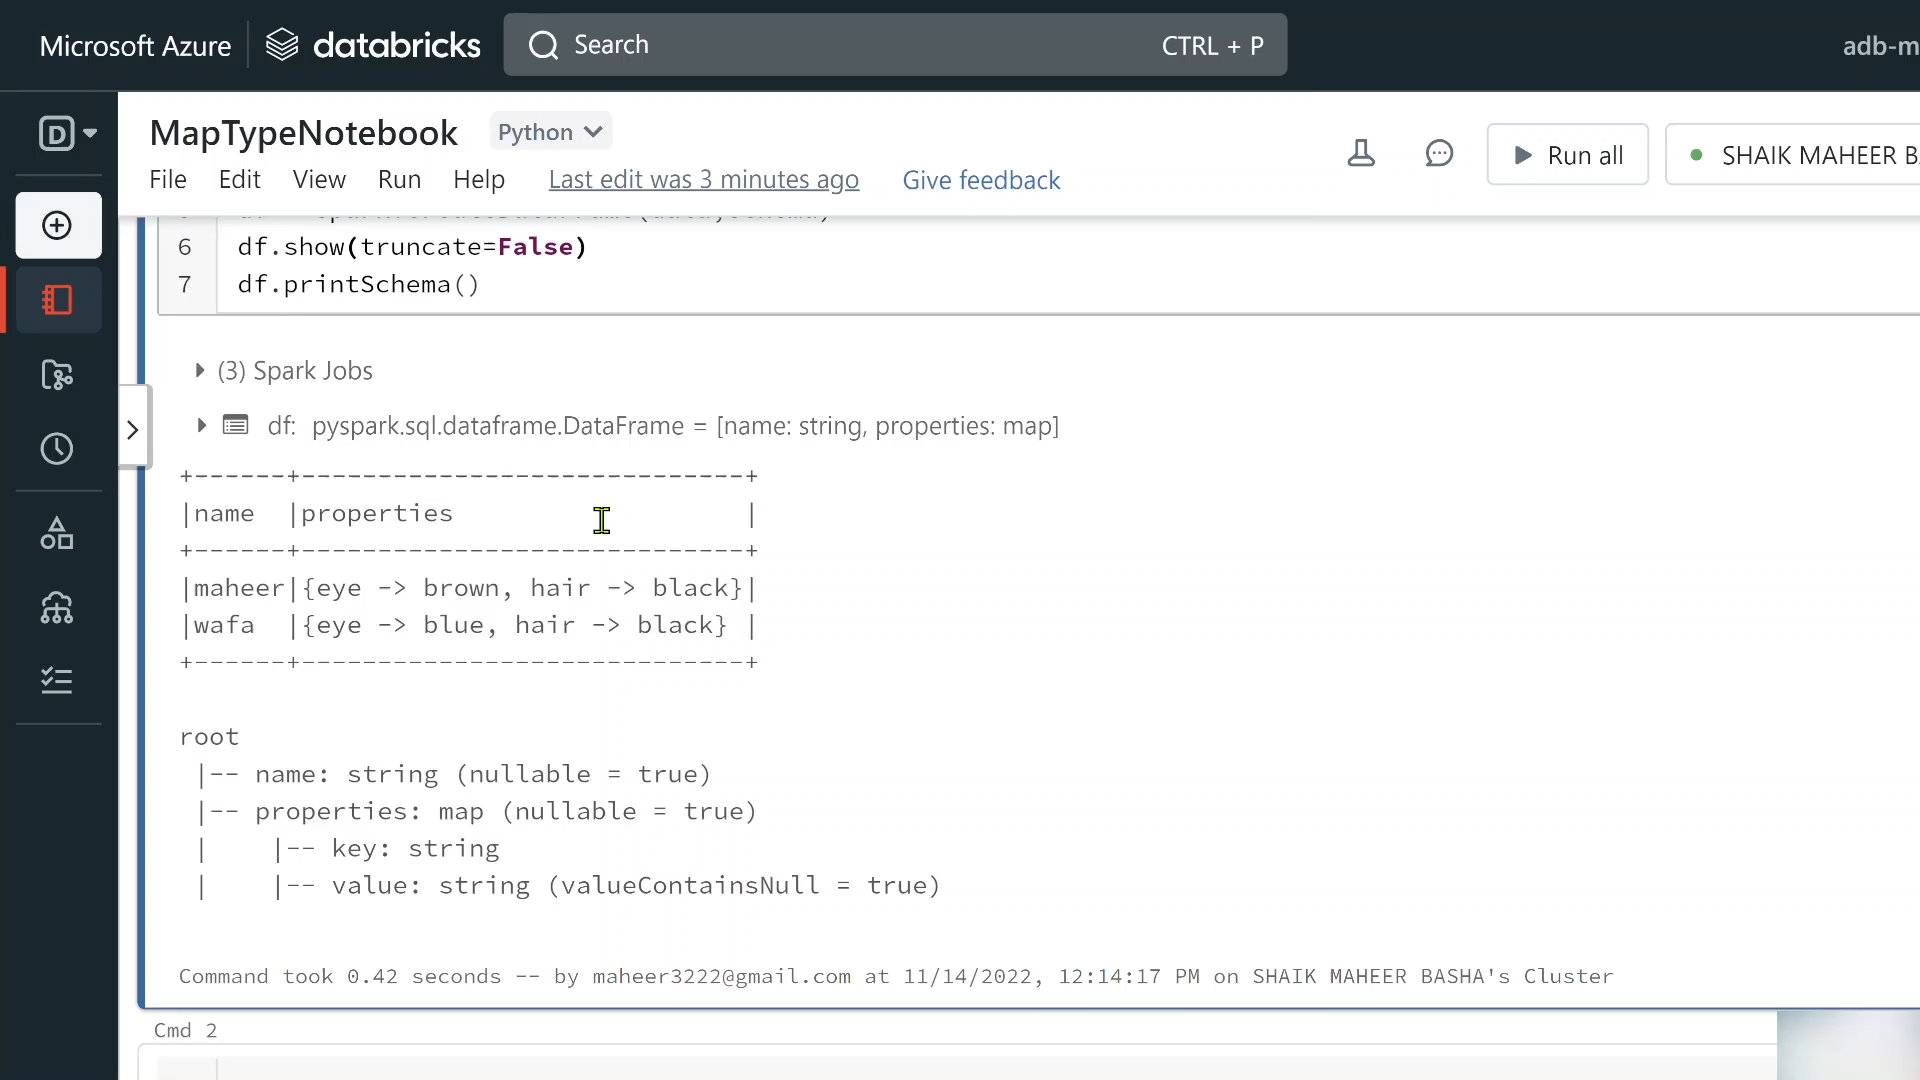 Microsoft Azure databricks Search CTRL + P adb-m
D
MapTypeNotebook Python
File Edit View Run Help Last edit was 3 minutes ago Give feedback
Run all SHAIK MAHEER B
6 df.show(truncate=False)
7 df.printSchema()
(3) Spark Jobs
df: pyspark.sql.dataframe.DataFrame = [name: string, properties: map]
+------+-----------------------------+
|name  |properties                   |
+------+-----------------------------+
|maheer|{eye -> brown, hair -> black}|
|wafa  |{eye -> blue, hair -> black} |
+------+-----------------------------+
root
 |-- name: string (nullable = true)
 |-- properties: map (nullable = true)
 |    |-- key: string
 |    |-- value: string (valueContainsNull = true)
Command took 0.42 seconds -- by maheer3222@gmail.com at 11/14/2022, 12:14:17 PM on SHAIK MAHEER BASHA's Cluster
Cmd 2